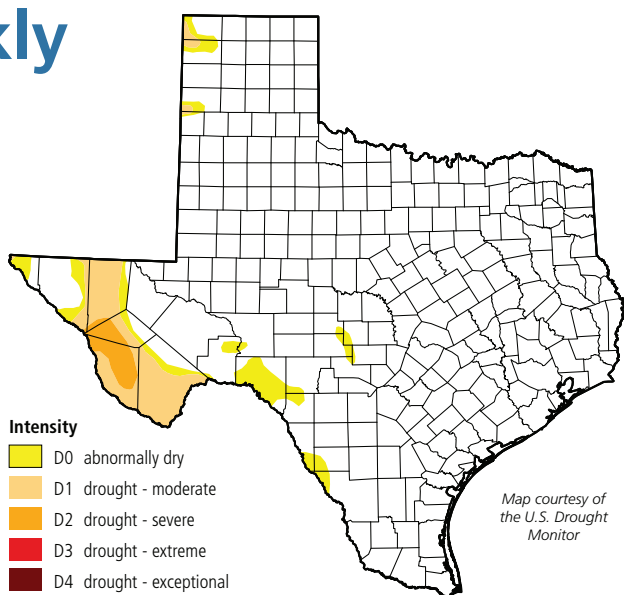 kly
Intensity
D0 abnormally dry
D1 drought - moderate
D2 drought - severe
D3 drought - extreme
D4 drought - exceptional
Map courtesy of
the U.S. Drought
Monitor